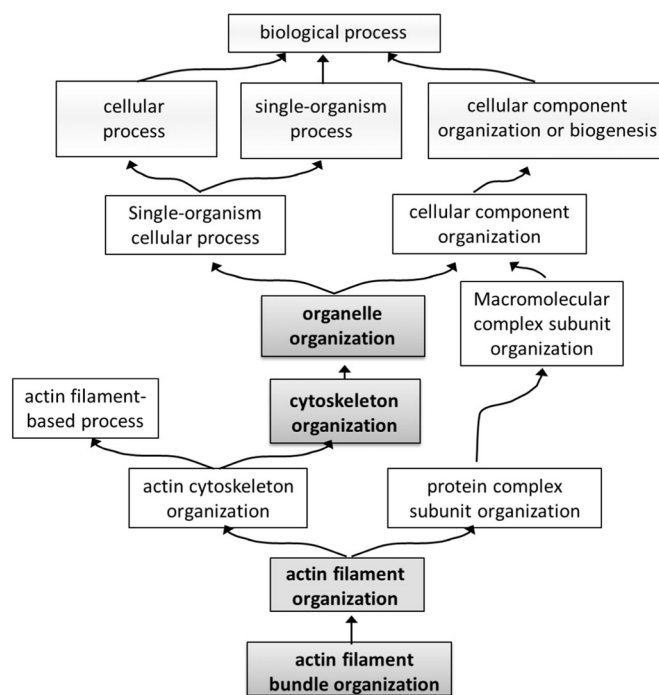 biological process
cellular
process
single-organism
process
cellular component
organization or biogenesis
Single-organism
cellular process
cellular component
organization
organelle
organization
Macromolecular
complex subunit
organization
actin filament-
based process
cytoskeleton
organization
actin cytoskeleton
organization
protein complex
subunit organization
actin filament
organization
actin filament
bundle organization